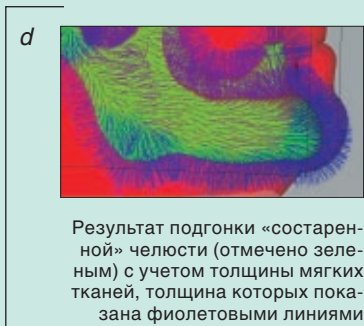 d
Результат подгонки «состарен-
ной» челюсти (отмечено зеле-
ным) с учетом толщины мягких
тканей, толщина которых пока-
зана фиолетовыми линиями